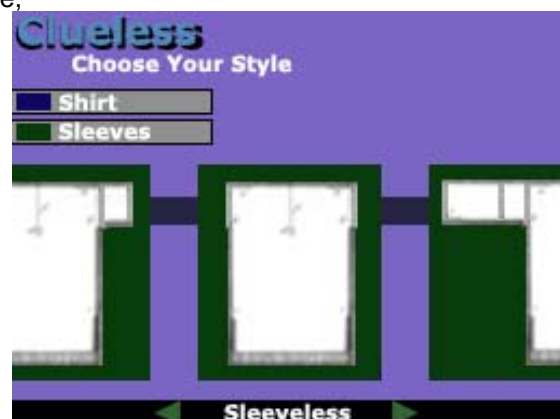 e,
Clueless
Choose Your Style
Shirt
Sleeves
Sleeveless